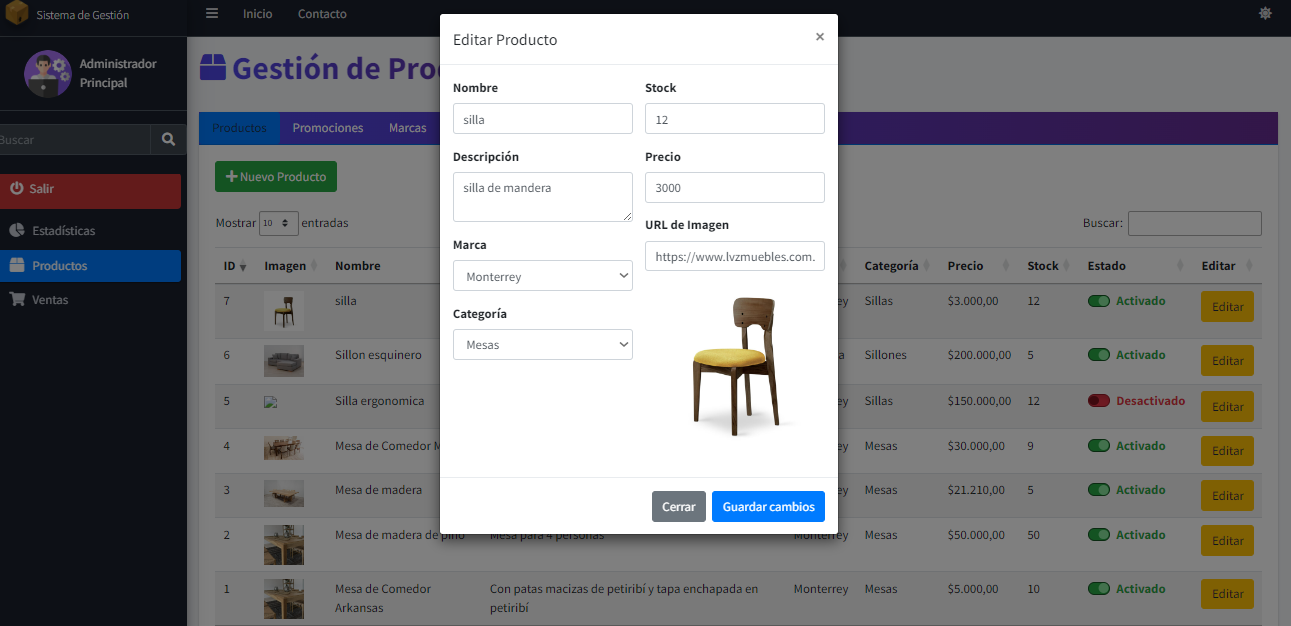 Sistema de Gestión
Inicio Contacto
Administrador
Principal
Buscar
Salir
Estadísticas
Productos
Ventas
Gestión de Pro
Productos Promociones Marcas
Nuevo Producto
Mostrar 10 entradas
Buscar:
Editar Producto ×
Nombre
silla
Descripción
silla de mandera
Marca
Monterrey
Categoría
Mesas
Stock
12
Precio
3000
URL de Imagen
https://www.lvzmuebles.com.
Cerrar Guardar cambios
ID Imagen Nombre Categoría Precio Stock Estado Editar
7 silla ey Sillas $3.000,00 12 Activado Editar
6 Sillon esquinero a Sillones $200.000,00 5 Activado Editar
5 Silla ergonomica ey Sillas $150.000,00 12 Desactivado Editar
4 Mesa de Comedor M ey Mesas $30.000,00 9 Activado Editar
3 Mesa de madera ey Mesas $21.210,00 5 Activado Editar
2 Mesa de madera de pino Mesa para 4 personas Monterrey Mesas $50.000,00 50 Activado Editar
1 Mesa de Comedor Con patas macizas de petiribí y tapa enchapada en Monterrey Mesas $5.000,00 10 Activado Editar
Arkansas petiribí